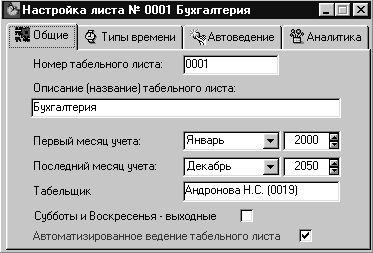 Настройка листа № 0001 Бухгалтерия
Общие Типы времени Автоведение Аналитика
Номер табельного листа: 0001
Описание (название) табельного листа:
Бухгалтерия
Первый месяц учета: Январь 2000
Последний месяц учета: Декабрь 2050
Табельщик Андронова Н.С. (0019)
Субботы и Воскресенья - выходные
Автоматизированное ведение табельного листа